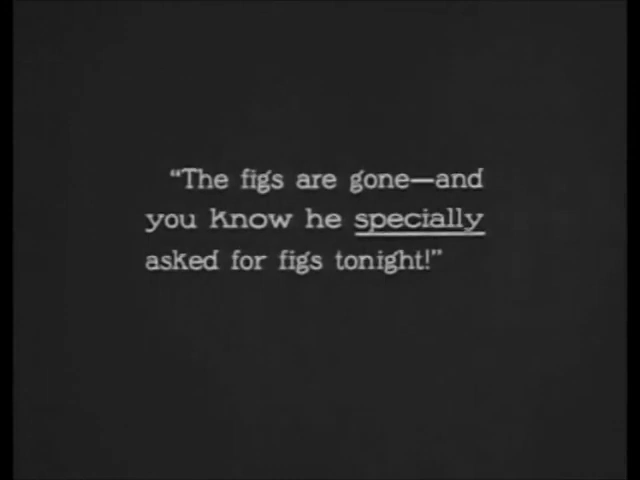 “The figs are gone—and
you know he specially
asked for figs tonight!”